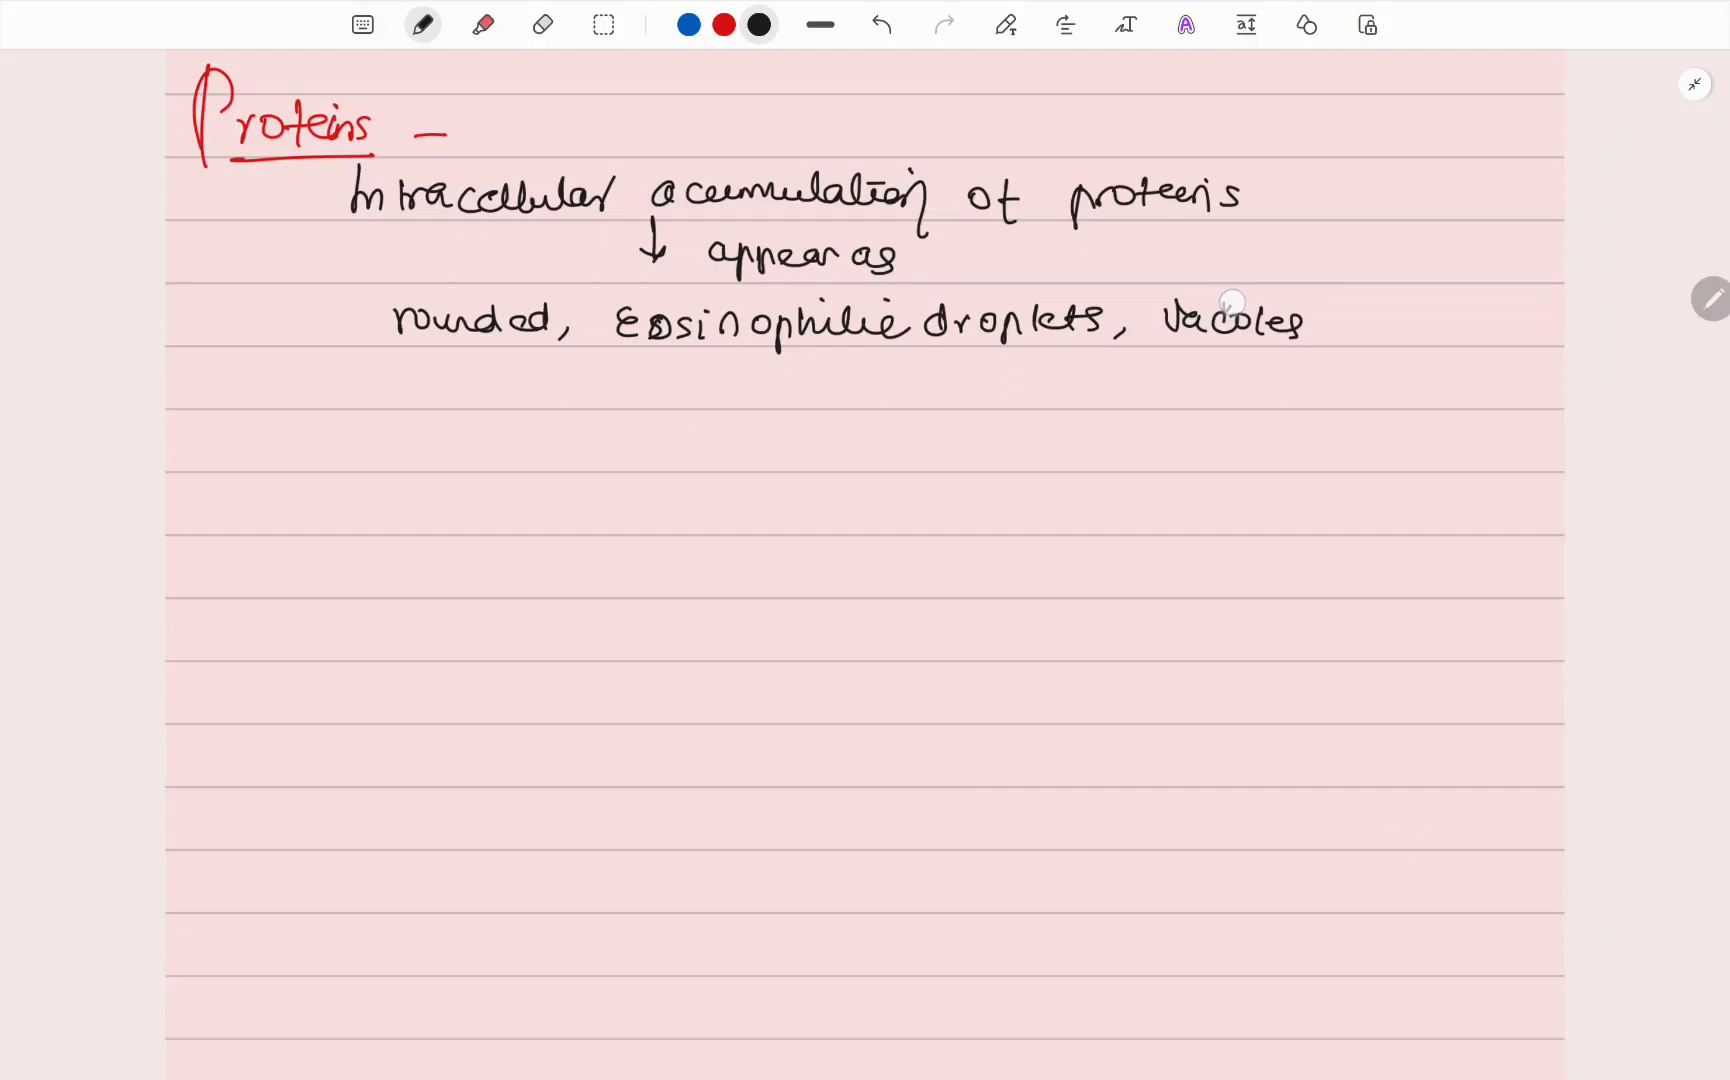 Proteins -
Intracellular accumulation of proteins
↓ appear as
rounded, Eosinophilic droplets, Vacoles